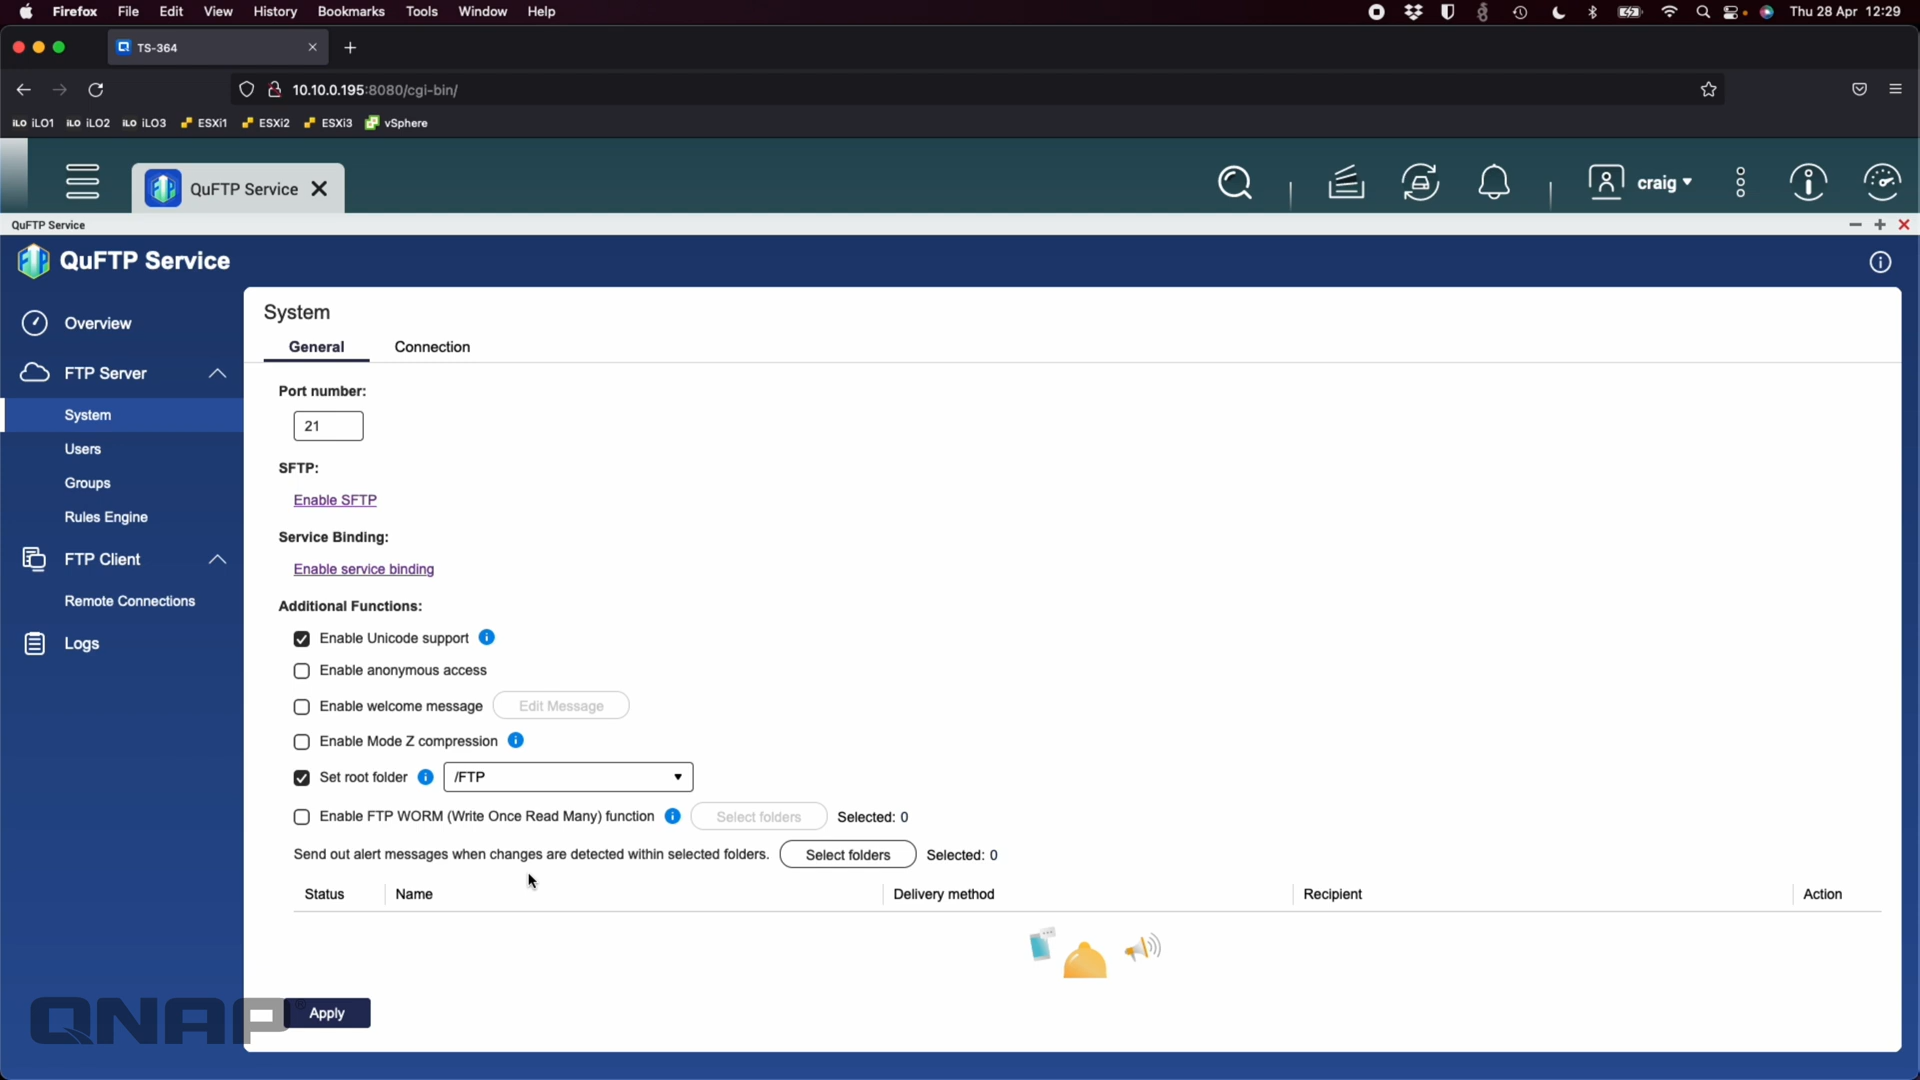 Firefox File Edit View History Bookmarks Tools Window Help Thu 28 Apr 12:29
TS-364
10.10.0.195:8080/cgi-bin/
iLO iLO1 iLO iLO2 iLO iLO3 ESXi1 ESXi2 ESXi3 vSphere
QuFTP Service craig
QuFTP Service
FTP QuFTP Service
Overview
FTP Server
System
Users
Groups
Rules Engine
FTP Client
Remote Connections
Logs
System
General Connection
Port number:
21
SFTP:
Enable SFTP
Service Binding:
Enable service binding
Additional Functions:
Enable Unicode support
Enable anonymous access
Enable welcome message Edit Message
Enable Mode Z compression
Set root folder /FTP
Enable FTP WORM (Write Once Read Many) function Select folders Selected: 0
Send out alert messages when changes are detected within selected folders. Select folders Selected: 0
Status Name Delivery method Recipient Action
Apply
QNAP